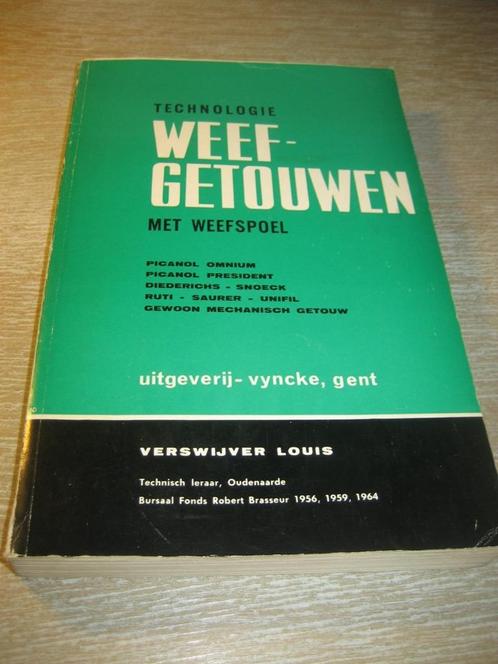 TECHNOLOGIE
WEEF-
GETOUWEN
MET WEEFSPOEL
PICANOL OMNIUM
PICANOL PRESIDENT
DIEDERICHS - SNOECK
RUTI - SAURER - UNIFIL
GEWOON MECHANISCH GETOUW
uitgeverij- vyncke, gent
VERSWIJVER LOUIS
Technisch leraar, Oudenaarde
Bursaal Fonds Robert Brasseur 1956, 1959, 1964